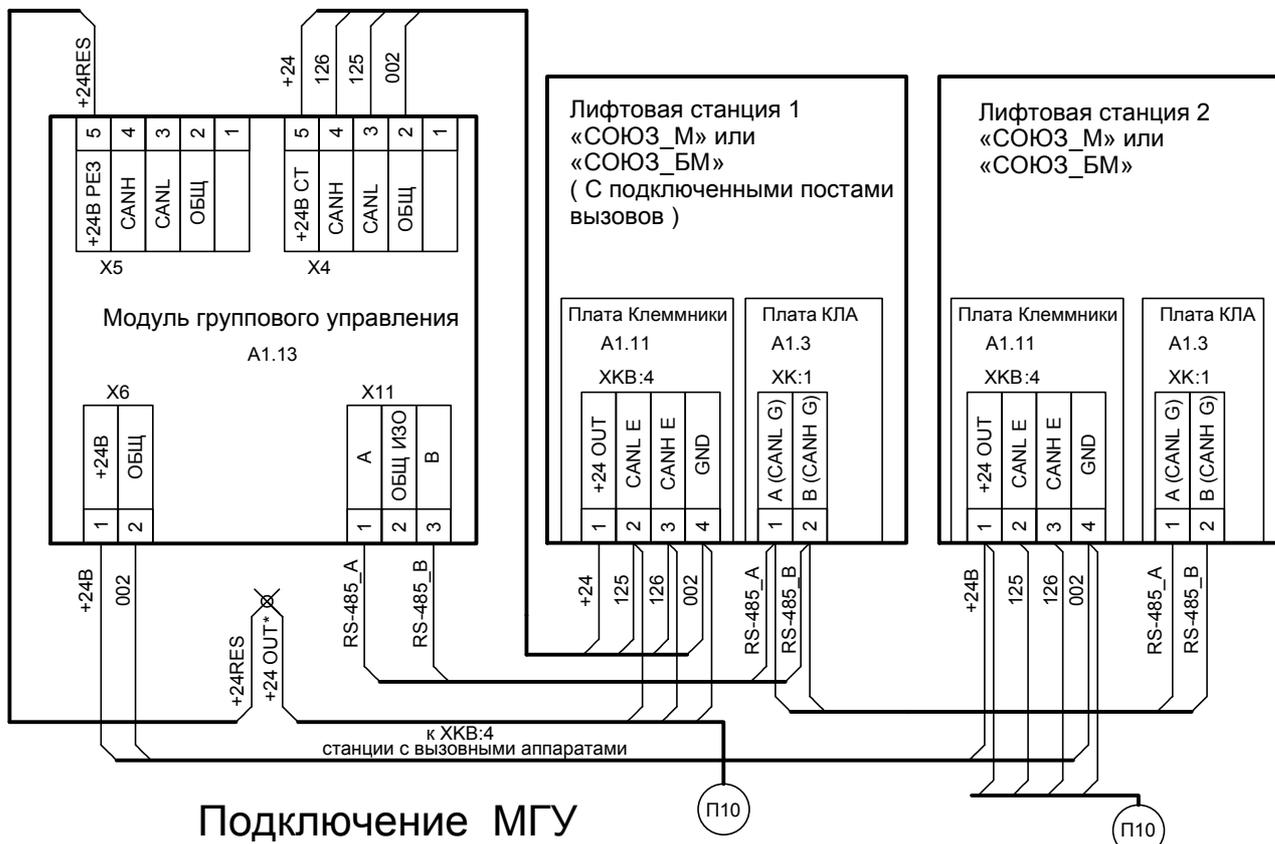 +24RES
+24
126
125
002
5
4
3
2
1
+24В РЕЗ
CANH
CANL
ОБЩ
X5
5
4
3
2
1
+24В СТ
CANH
CANL
ОБЩ
X4
Модуль группового управления
A1.13
X6
+24В
ОБЩ
1
2
X11
A
ОБЩ ИЗО
B
1
2
3
Лифтовая станция 1
«СОЮЗ_М» или
«СОЮЗ_БМ»
( С подключенными постами
вызовов )
Плата Клеммники
A1.11
XKB:4
+24 OUT
CANL E
CANH E
GND
1
2
3
4
Плата КЛА
A1.3
XK:1
A (CANL G)
B (CANH G)
1
2
Лифтовая станция 2
«СОЮЗ_М» или
«СОЮЗ_БМ»
Плата Клеммники
A1.11
XKB:4
+24 OUT
CANL E
CANH E
GND
1
2
3
4
Плата КЛА
A1.3
XK:1
A (CANL G)
B (CANH G)
1
2
+24В
002
+24RES
+24 OUT*
RS-485_A
RS-485_B
+24
125
126
002
RS-485_A
RS-485_B
+24В
125
126
002
RS-485_A
RS-485_B
к XKB:4
станции с вызовными аппаратами
П10
П10
Подключение МГУ